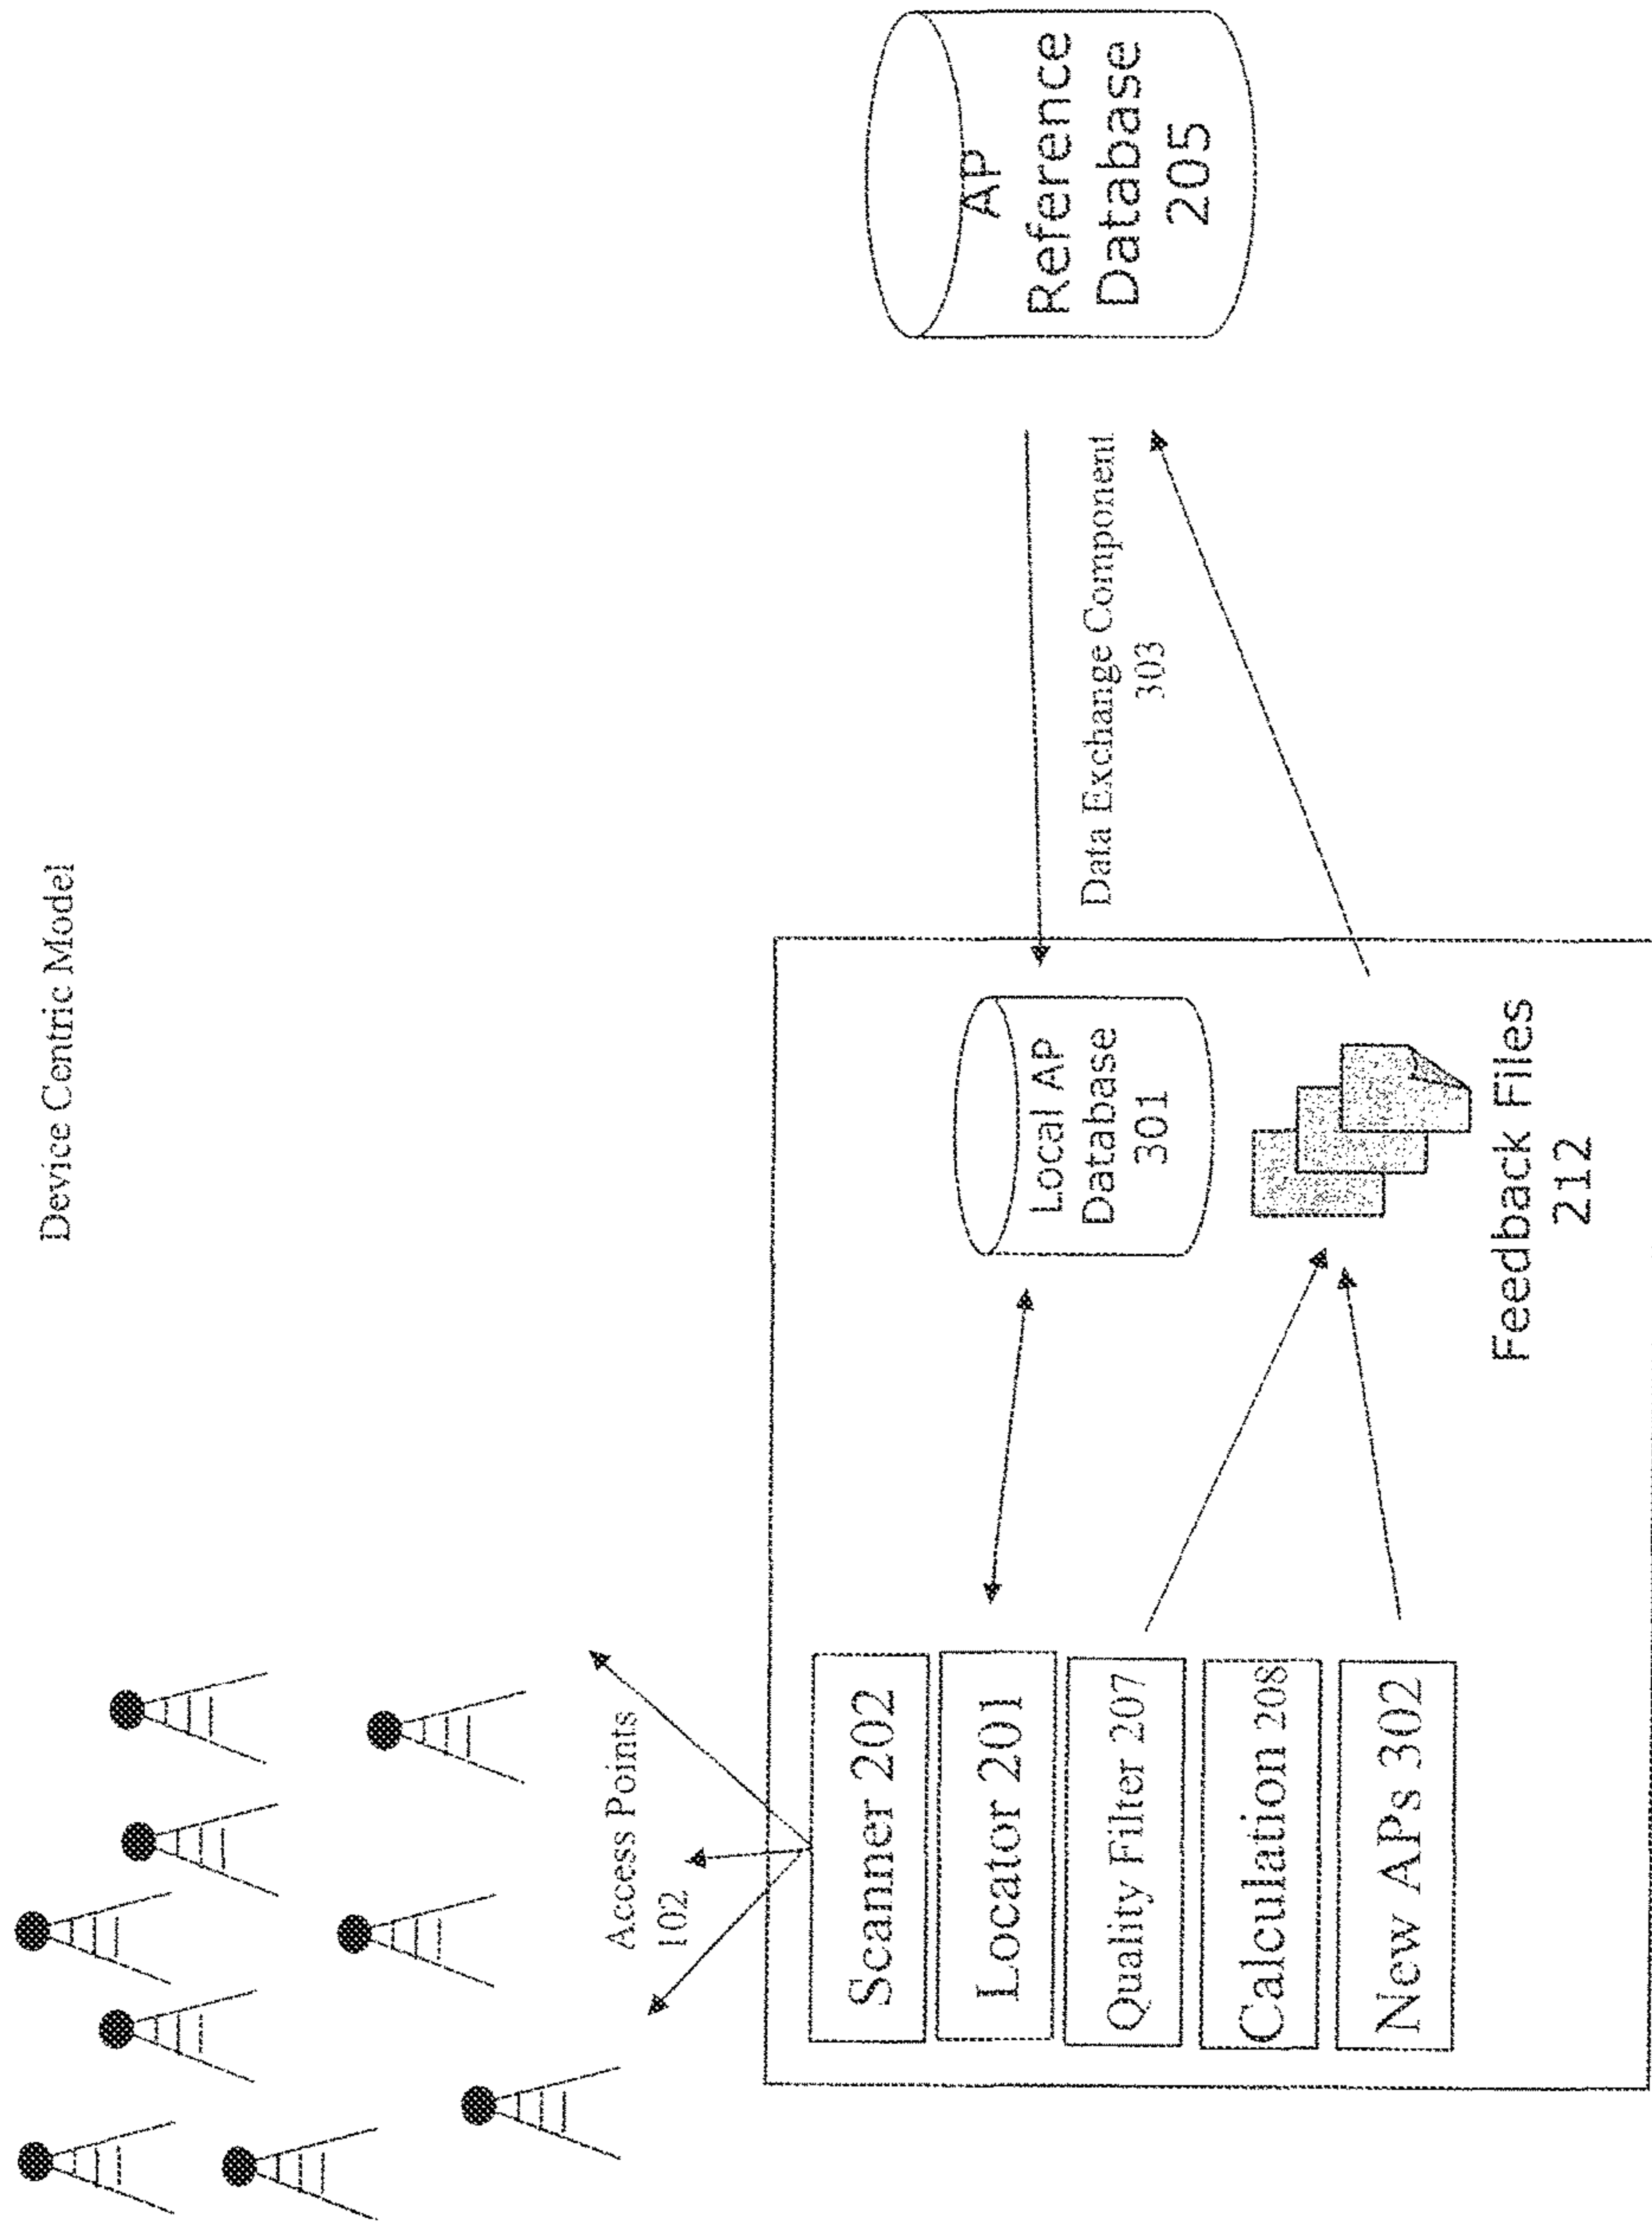 Device Centric Model
Access Points
102
Scanner 202
Locator 201
Quality Filter 207
Calculation 208
New APs 302
Local AP
Database
301
Feedback Files
212
Data Exchange Component
303
AP
Reference
Database
205